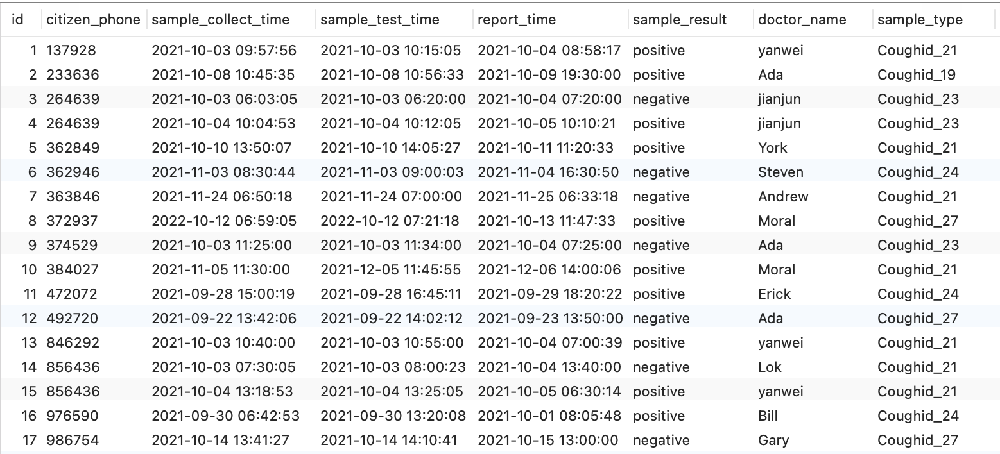 id citizen_phone sample_collect_time sample_test_time report_time sample_result doctor_name sample_type
1 137928 2021-10-03 09:57:56 2021-10-03 10:15:05 2021-10-04 08:58:17 positive yanwei Coughid_21
2 233636 2021-10-08 10:45:35 2021-10-08 10:56:33 2021-10-09 19:30:00 positive Ada Coughid_19
3 264639 2021-10-03 06:03:05 2021-10-03 06:20:00 2021-10-04 07:20:00 negative jianjun Coughid_23
4 264639 2021-10-04 10:04:53 2021-10-04 10:12:05 2021-10-05 10:10:21 positive jianjun Coughid_23
5 362849 2021-10-10 13:50:07 2021-10-10 14:05:27 2021-10-11 11:20:33 positive York Coughid_21
6 362946 2021-11-03 08:30:44 2021-11-03 09:00:03 2021-11-04 16:30:50 negative Steven Coughid_24
7 363846 2021-11-24 06:50:18 2021-11-24 07:00:00 2021-11-25 06:33:18 negative Andrew Coughid_21
8 372937 2022-10-12 06:59:05 2022-10-12 07:21:18 2021-10-13 11:47:33 positive Moral Coughid_27
9 374529 2021-10-03 11:25:00 2021-10-03 11:34:00 2021-10-04 07:25:00 negative Ada Coughid_23
10 384027 2021-11-05 11:30:00 2021-12-05 11:45:55 2021-12-06 14:00:06 positive Moral Coughid_21
11 472072 2021-09-28 15:00:19 2021-09-28 16:45:11 2021-09-29 18:20:22 positive Erick Coughid_24
12 492720 2021-09-22 13:42:06 2021-09-22 14:02:12 2021-09-23 13:50:00 negative Ada Coughid_27
13 846292 2021-10-03 10:40:00 2021-10-03 10:55:00 2021-10-04 07:00:39 positive yanwei Coughid_21
14 856436 2021-10-03 07:30:05 2021-10-03 08:00:23 2021-10-04 13:40:00 negative Lok Coughid_21
15 856436 2021-10-04 13:18:53 2021-10-04 13:25:05 2021-10-05 06:30:14 positive yanwei Coughid_21
16 976590 2021-09-30 06:42:53 2021-09-30 13:20:08 2021-10-01 08:05:48 positive Bill Coughid_24
17 986754 2021-10-14 13:41:27 2021-10-14 14:10:41 2021-10-15 13:00:00 negative Gary Coughid_27